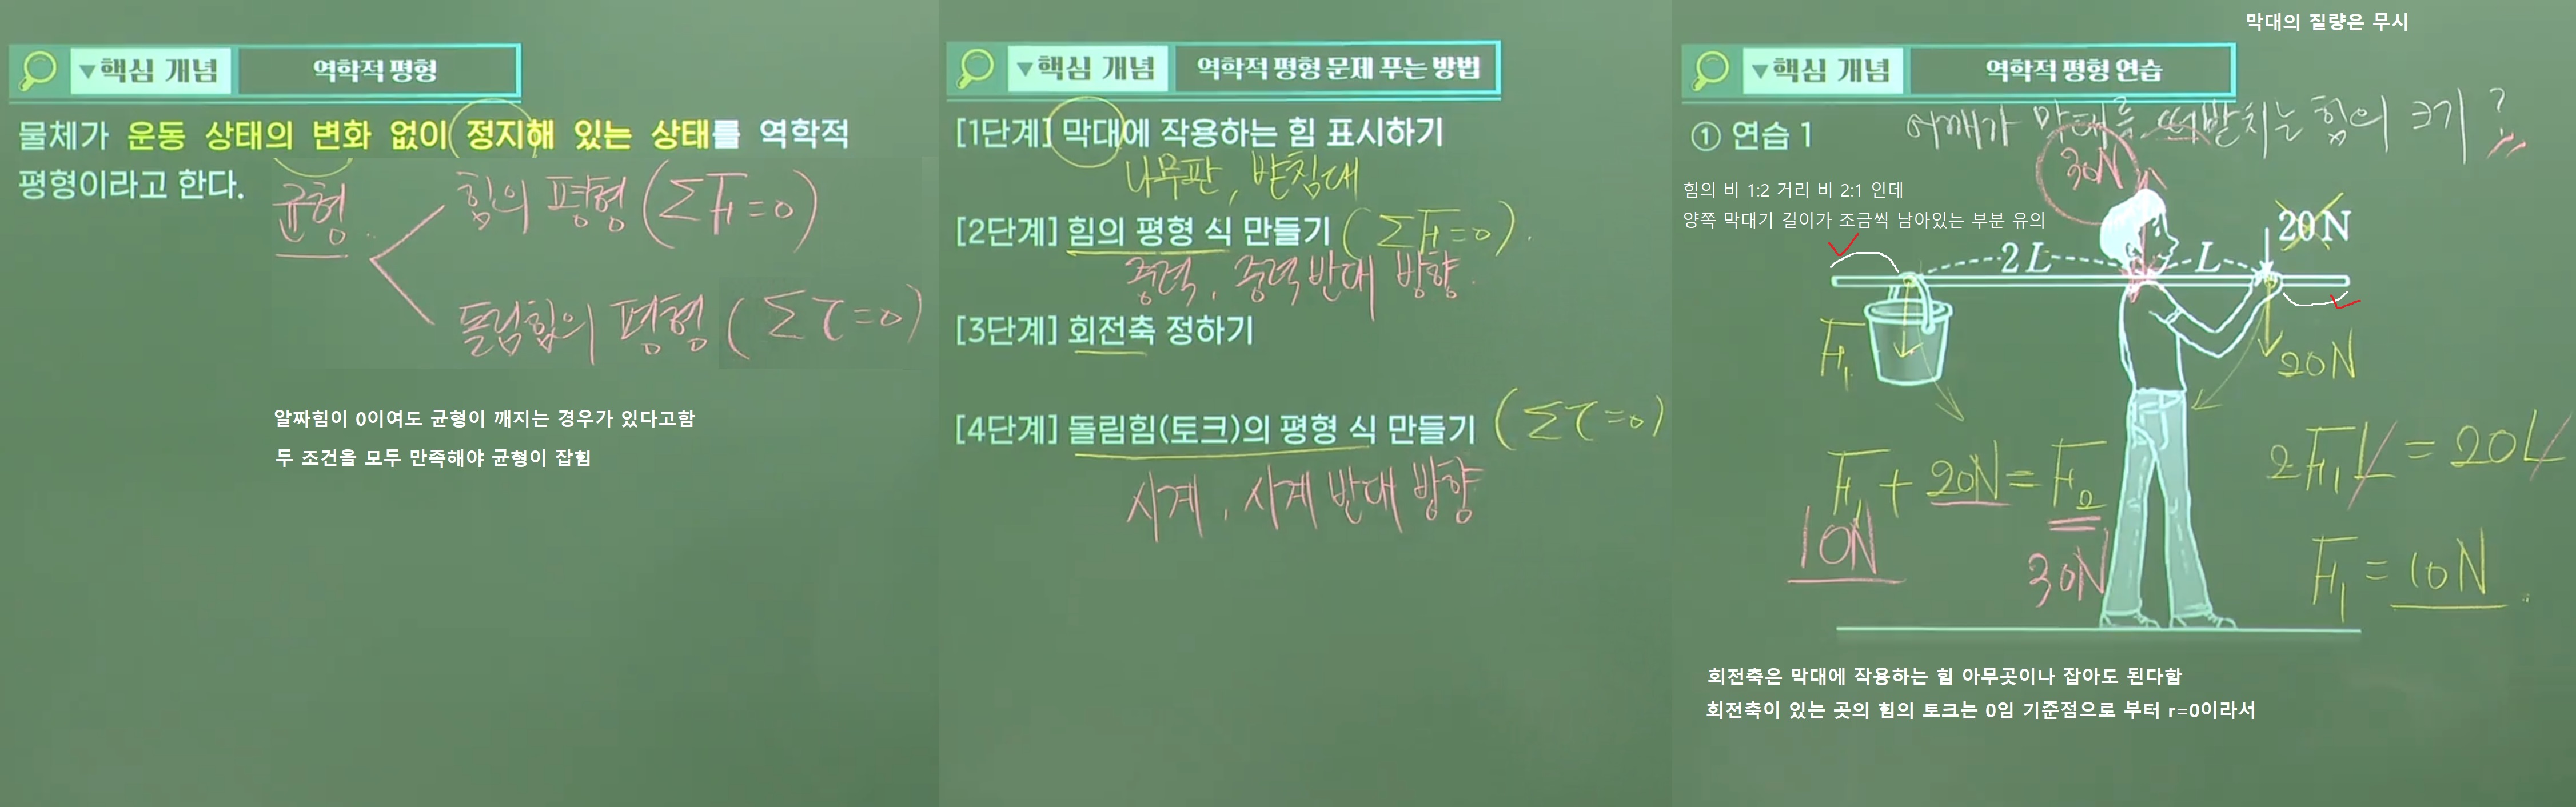 ▼핵심 개념 역학적 평형
물체가 운동 상태의 변화 없이 정지해 있는 상태를 역학적
평형이라고 한다.
균형
힘의 평형 (ΣF=0)
돌림힘의 평형 (Στ=0)
알짜힘이 0이여도 균형이 깨지는 경우가 있다고함
두 조건을 모두 만족해야 균형이 잡힘
▼핵심 개념 역학적 평형 문제 푸는 방법
[1단계] 막대에 작용하는 힘 표시하기
나무판, 받침대
[2단계] 힘의 평형 식 만들기 (ΣF=0).
중력, 중력 반대 방향.
[3단계] 회전축 정하기
[4단계] 돌림힘(토크)의 평형 식 만들기 (Στ=0)
시계, 시계 반대 방향
막대의 질량은 무시
▼핵심 개념 역학적 평형 연습
① 연습 1
어깨가 막대를 떠받치는 힘의 크기?
30N
힘의 비 1:2 거리 비 2:1 인데
양쪽 막대기 길이가 조금씩 남아있는 부분 유의
20N
2L
L
F₁
20N
F₁ + 20N = F₂
10N
30N
2F₁L = 20L
F₁ = 10N
회전축은 막대에 작용하는 힘 아무곳이나 잡아도 된다함
회전축이 있는 곳의 힘의 토크는 0임 기준점으로 부터 r=0이라서